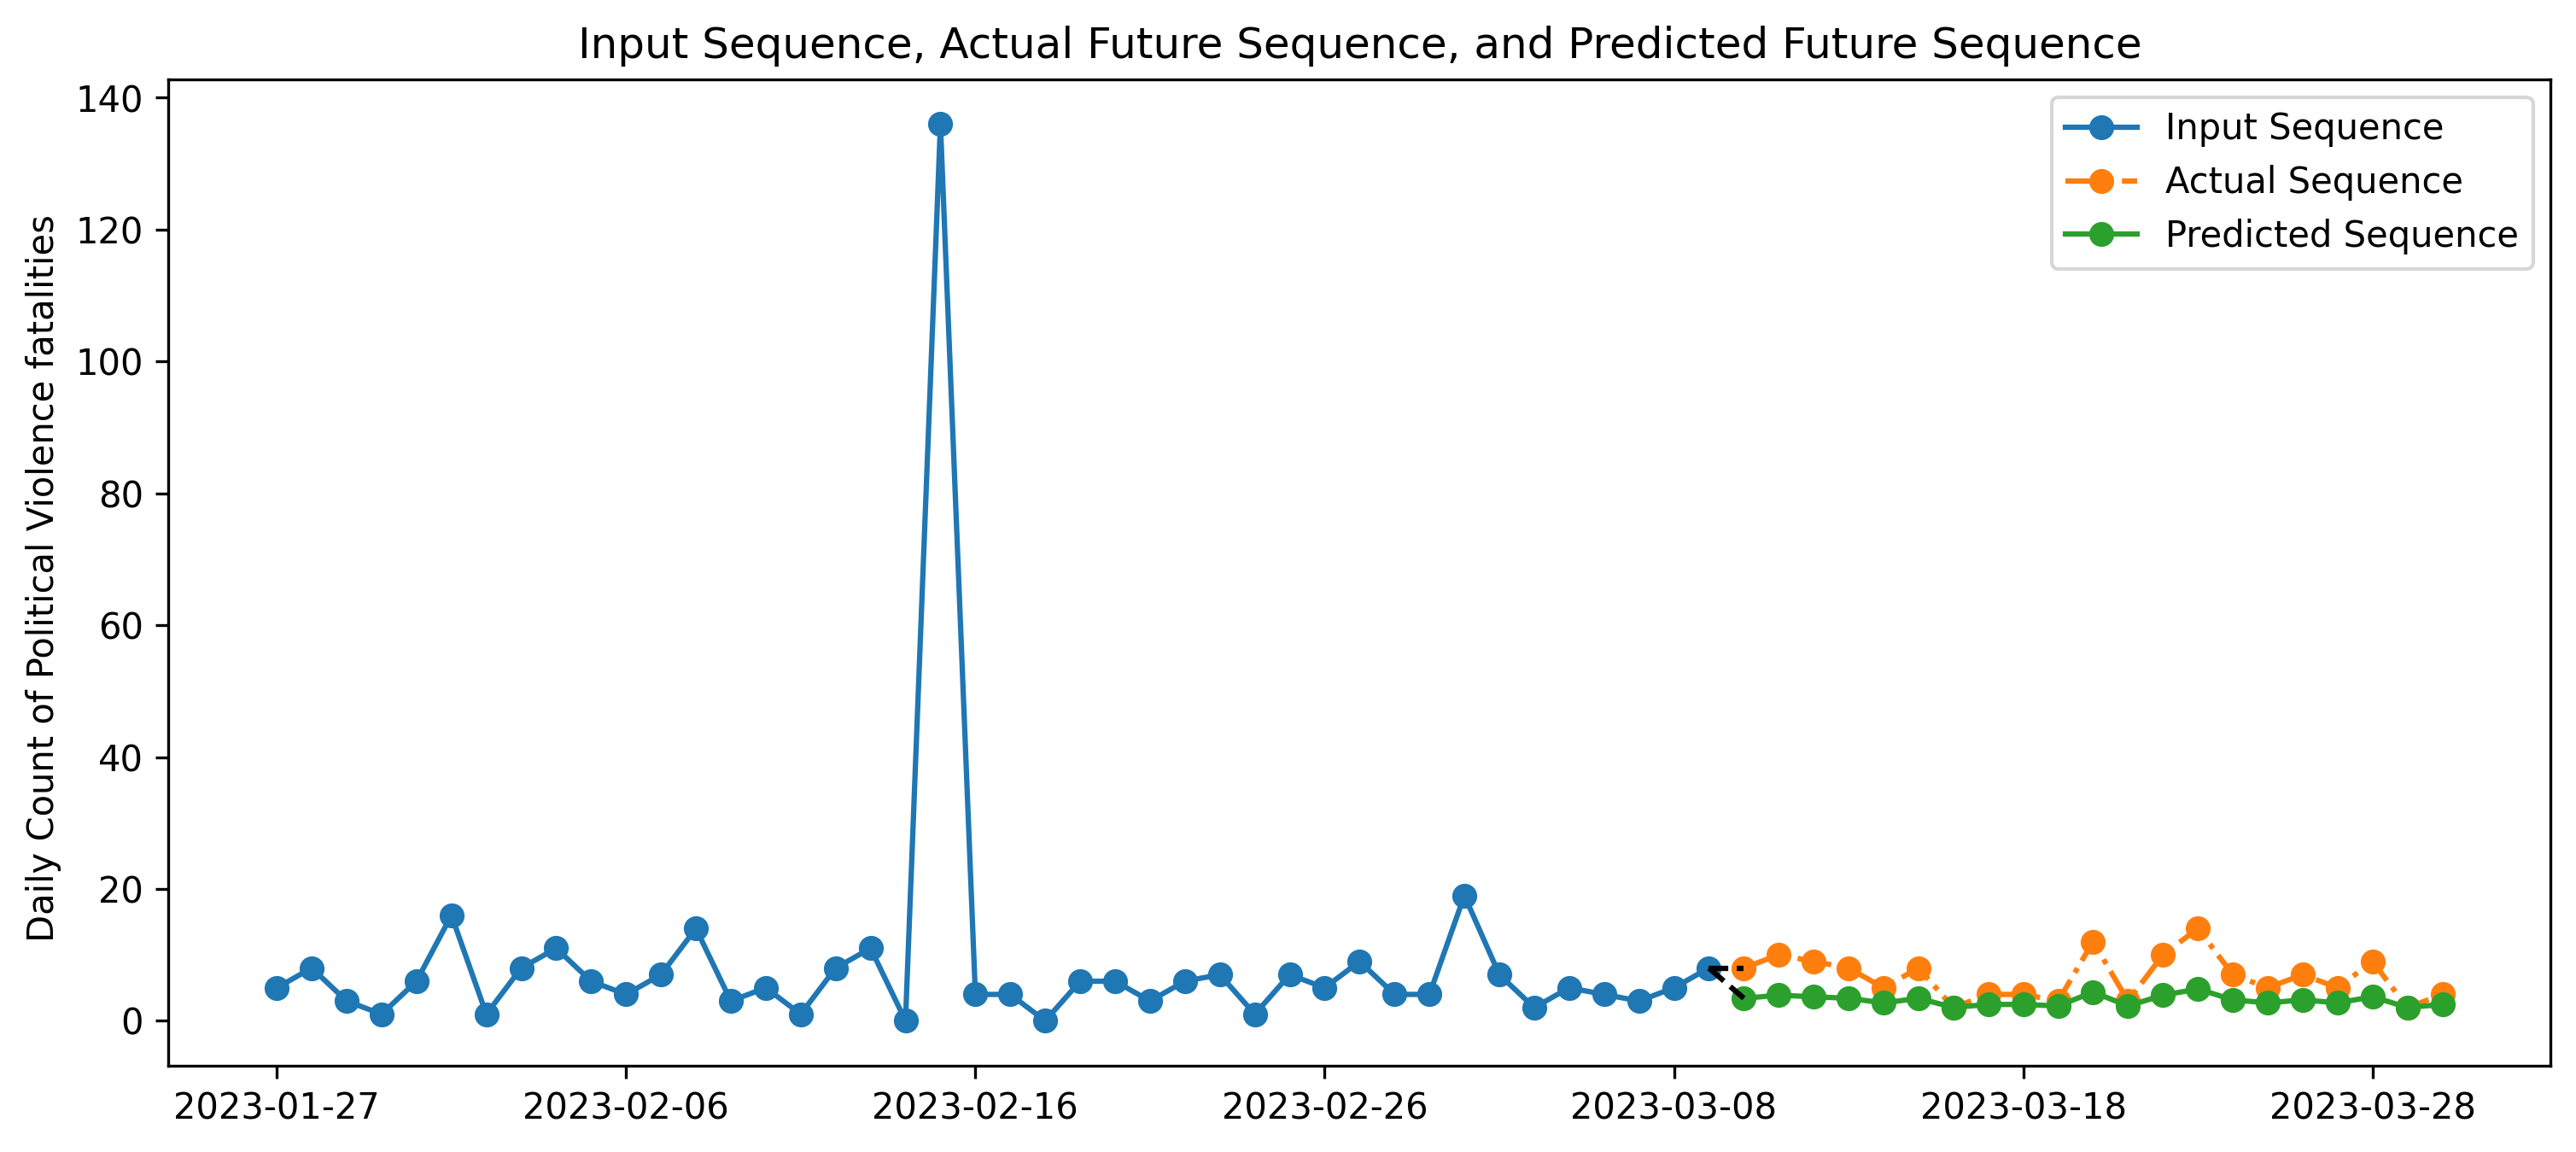 Input Sequence, Actual Future Sequence, and Predicted Future Sequence
Daily Count of Political Violence fatalities
140
120
100
80
60
40
20
0
2023-01-27 2023-02-06 2023-02-16 2023-02-26 2023-03-08 2023-03-18 2023-03-28
Input Sequence
Actual Sequence
Predicted Sequence